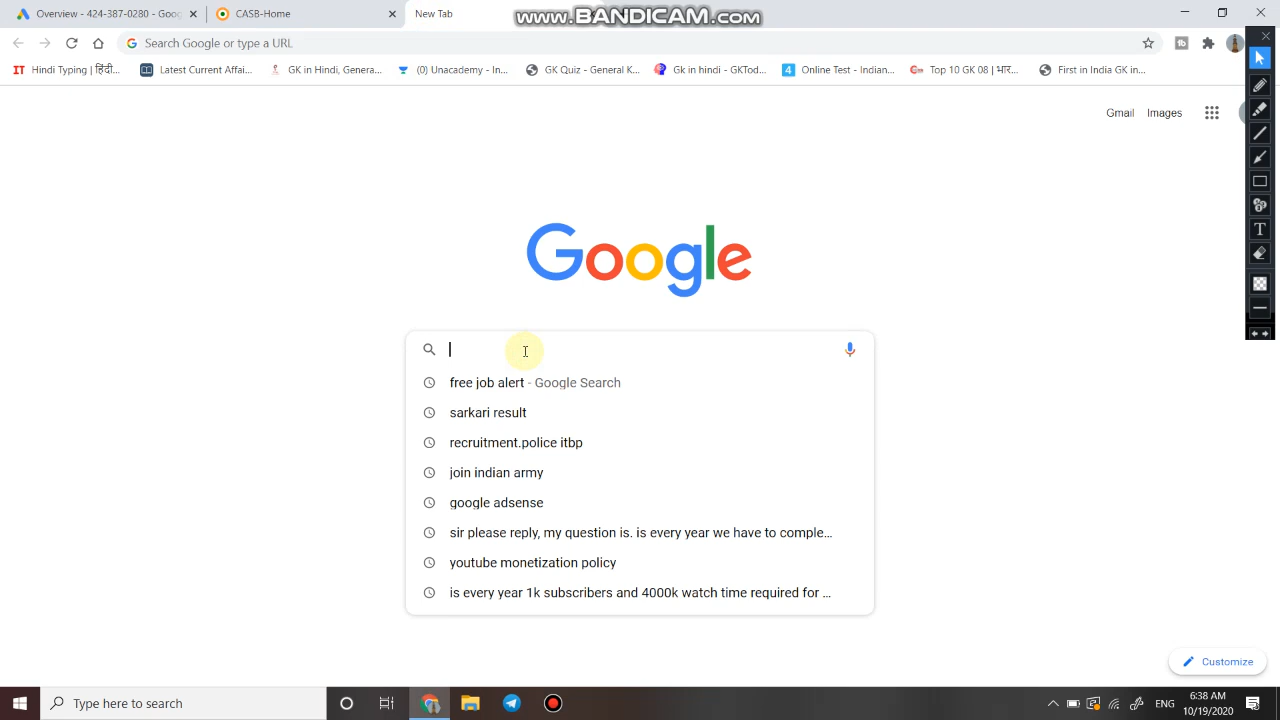 Overview - 424-387-0280 - Goog
CASB-Home
New Tab
www.BANDICAM.com
Search Google or type a URL
Hindi Typing | हिंदी...
Latest Current Affai...
GK in Hindi, Genera...
(0) Unacademy - In...
GK Quiz - General K...
Gk in hindi - GKTod...
Online Test - Indian...
Top 10 GK 08 | भार...
First in India GK in...
Gmail
Images
Google
free job alert - Google Search
sarkari result
recruitment.police itbp
join indian army
google adsense
sir please reply, my question is. is every year we have to comple...
youtube monetization policy
is every year 1k subscribers and 4000k watch time required for ...
Customize
Type here to search
ENG
6:38 AM
10/19/2020